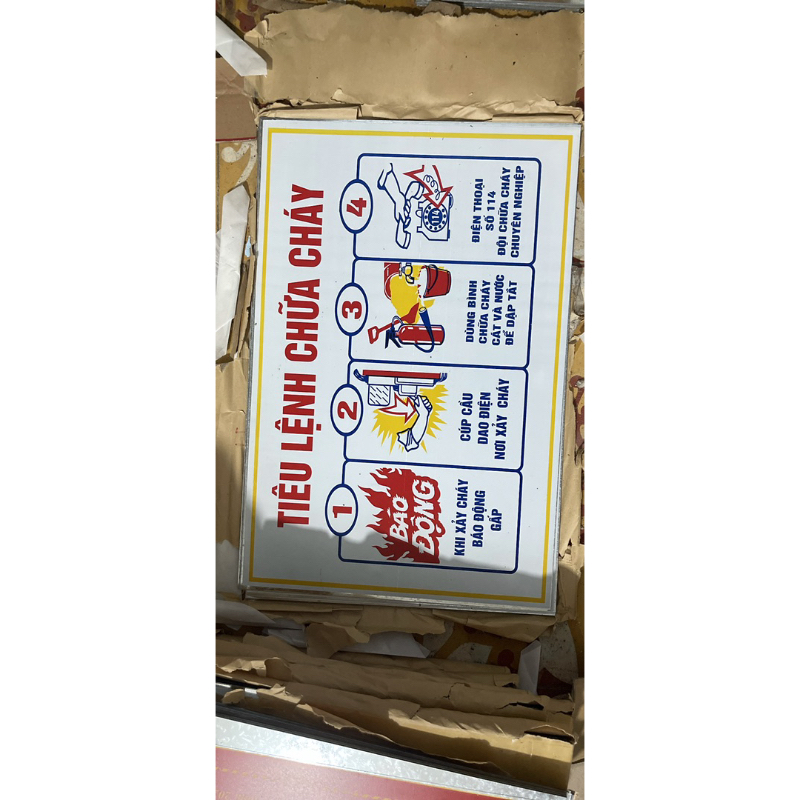 TIÊU LỆNH CHỮA CHÁY
1
BÁO
ĐỘNG
KHI XẢY CHÁY
BÁO ĐỘNG
GẤP
2
CÚP CẦU
DAO ĐIỆN
NƠI XẢY CHÁY
3
DÙNG BÌNH
CHỮA CHÁY
CÁT VÀ NƯỚC
ĐỂ DẬP TẮT
4
114
ĐIỆN THOẠI
SỐ 114
ĐỘI CHỮA CHÁY
CHUYÊN NGHIỆP